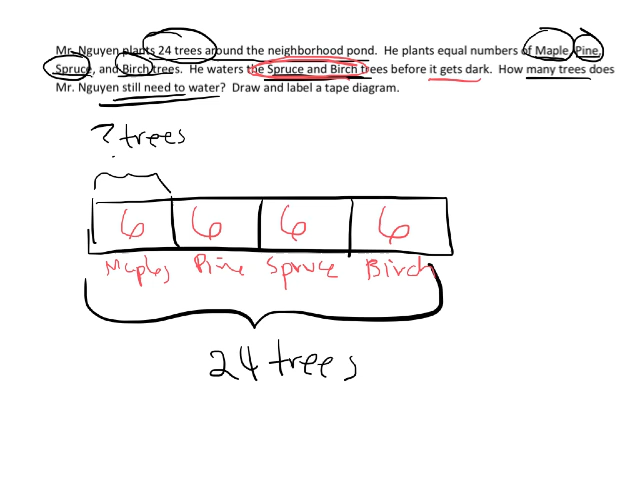 Mr. Nguyen plants 24 trees around the neighborhood pond. He plants equal numbers of Maple, Pine,
Spruce, and Birch trees. He waters the Spruce and Birch trees before it gets dark. How many trees does
Mr. Nguyen still need to water? Draw and label a tape diagram.
? trees
6 6 6 6
Maples Pine Spruce Birch
24 trees